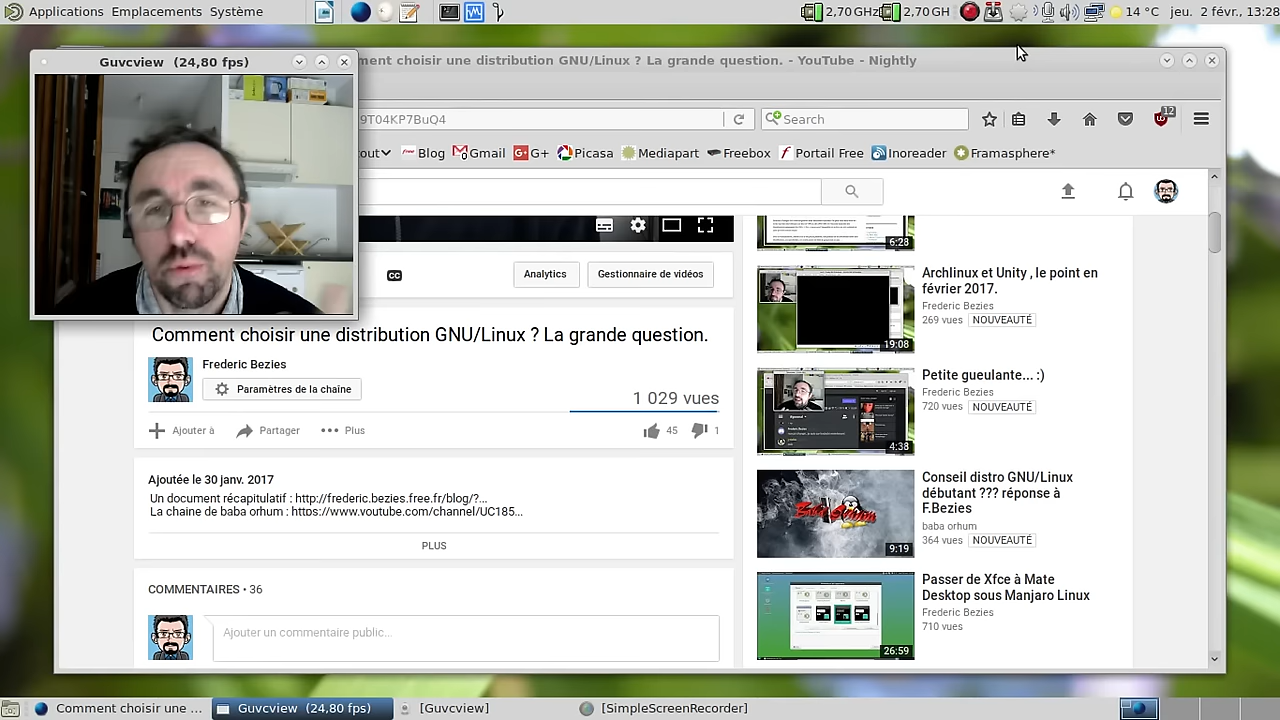 Applications Emplacements Système
2,70 GHz 2,70 GH 14 °C jeu. 2 févr., 13:28
Guvcview (24,80 fps)
ment choisir une distribution GNU/Linux ? La grande question. - YouTube - Nightly
9T04KP7BuQ4
Search
12
out Blog Gmail G+ Picasa Mediapart Freebox Portail Free Inoreader Framasphere*
6:28
CC
Analytics
Gestionnaire de vidéos
Comment choisir une distribution GNU/Linux ? La grande question.
Frederic Bezies
Paramètres de la chaîne
1 029 vues
Ajouter à
Partager
Plus
45
1
Ajoutée le 30 janv. 2017
Un document récapitulatif : http://frederic.bezies.free.fr/blog/?...
La chaine de baba orhum : https://www.youtube.com/channel/UC185...
PLUS
COMMENTAIRES • 36
Ajouter un commentaire public...
Archlinux et Unity , le point en
février 2017.
Frederic Bezies
269 vues NOUVEAUTÉ
19:08
Petite gueulante... :)
Frederic Bezies
720 vues NOUVEAUTÉ
4:38
Conseil distro GNU/Linux
débutant ??? réponse à
F.Bezies
baba orhum
364 vues NOUVEAUTÉ
9:19
Passer de Xfce à Mate
Desktop sous Manjaro Linux
Frederic Bezies
710 vues
26:59
Comment choisir une ...
Guvcview (24,80 fps)
[Guvcview]
[SimpleScreenRecorder]